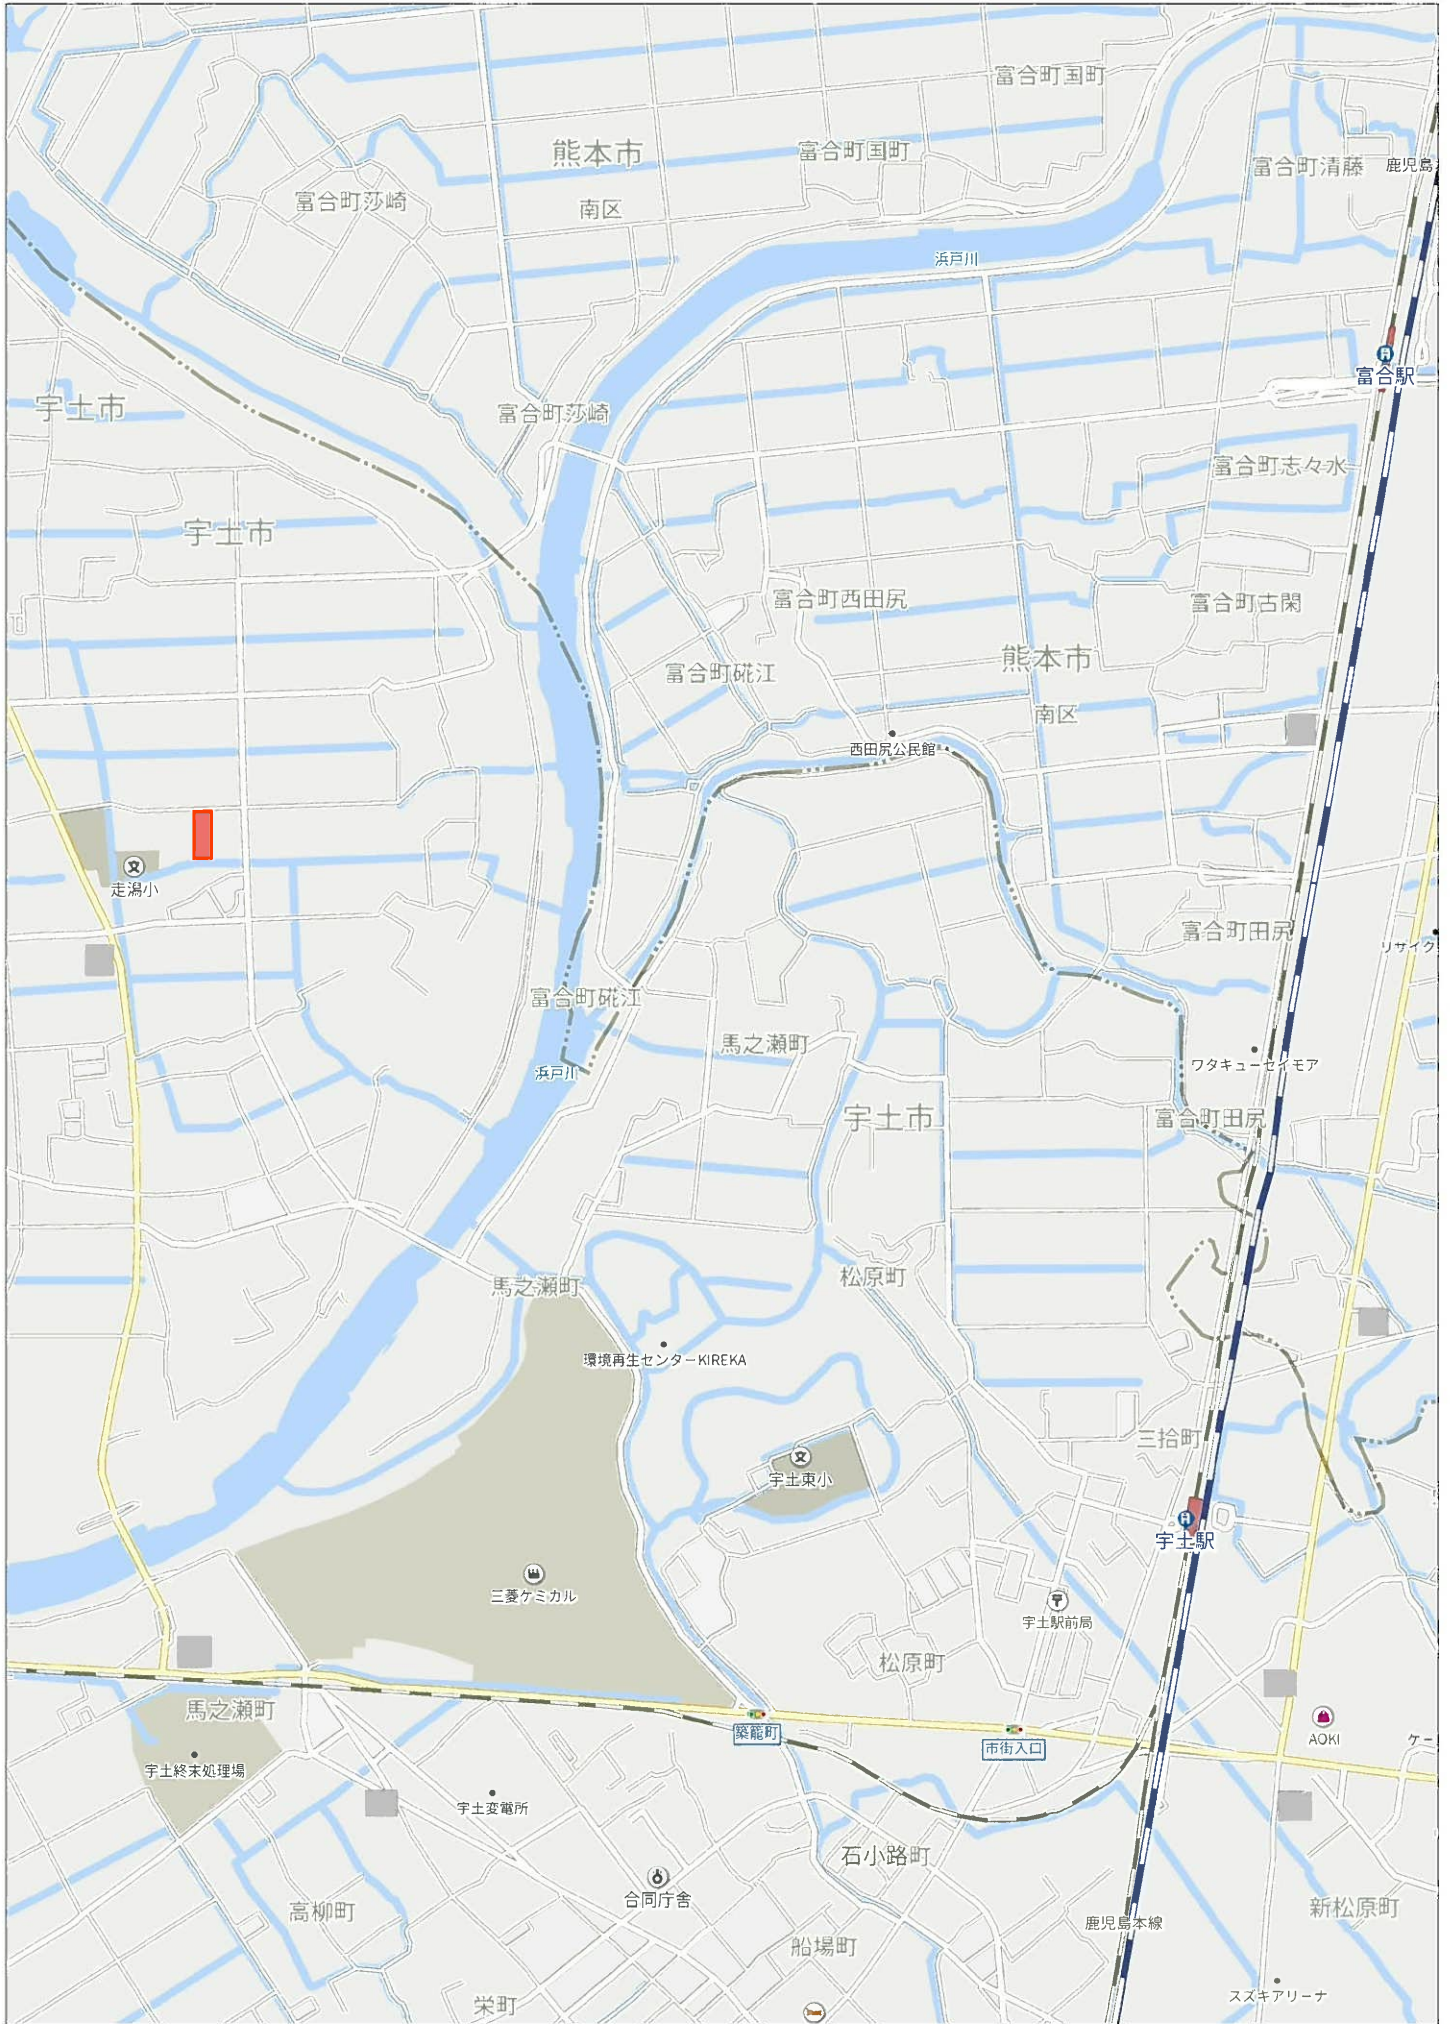 富合町国町
熊本市
富合町国町
富合町清藤
鹿児島
富合町莎崎
南区
浜戸川
富合駅
宇土市
富合町莎崎
富合町志々水
宇土市
富合町西田尻
富合町古閑
熊本市
富合町硴江
南区
西田尻公民館
走潟小
富合町田尻
リサイク
富合町硴江
馬之瀬町
ワタキューセイモア
浜戸川
宇土市
富合町田尻
松原町
馬之瀬町
環境再生センターKIREKA
三拾町
宇土東小
宇土駅
三菱ケミカル
宇土駅前局
松原町
馬之瀬町
築籠町
市街入口
AOKI
ケー
宇土終末処理場
宇土変電所
石小路町
合同庁舎
新松原町
高柳町
鹿児島本線
船場町
スズキアリーナ
栄町